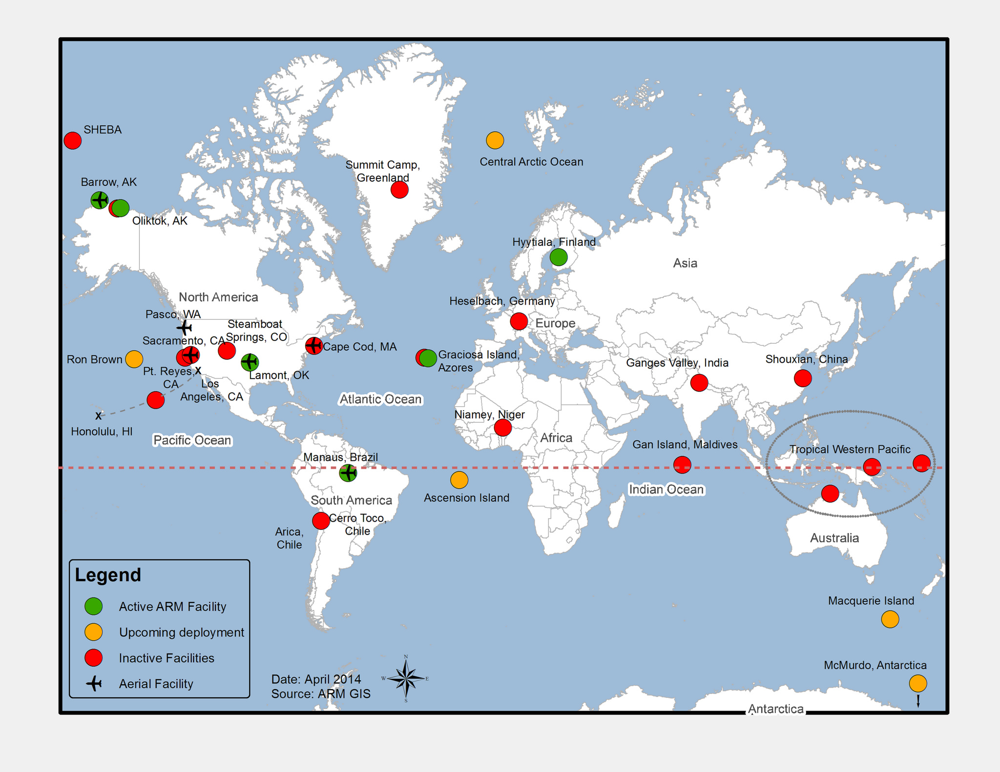 SHEBA
Central Arctic Ocean
Summit Camp,
Greenland
Barrow, AK
Oliktok, AK
Hyytiala, Finland
Asia
North America
Heselbach, Germany
Europe
Pasco, WA
Steamboat
Springs, CO
Sacramento, CA
Cape Cod, MA
Ron Brown
Graciosa Island,
Azores
Shouxian, China
Ganges Valley, India
Pt. Reyes,
CA
Lamont, OK
Los
Angeles, CA
X
Atlantic Ocean
X
Honolulu, HI
Niamey, Niger
Pacific Ocean
Africa
Gan Island, Maldives
Tropical Western Pacific
Manaus, Brazil
Indian Ocean
Ascension Island
South America
Cerro Toco,
Chile
Arica,
Chile
Australia
Legend
Active ARM Facility
Upcoming deployment
Inactive Facilities
Aerial Facility
Macquerie Island
McMurdo, Antarctica
Date: April 2014
Source: ARM GIS
N
W E
S
Antarctica